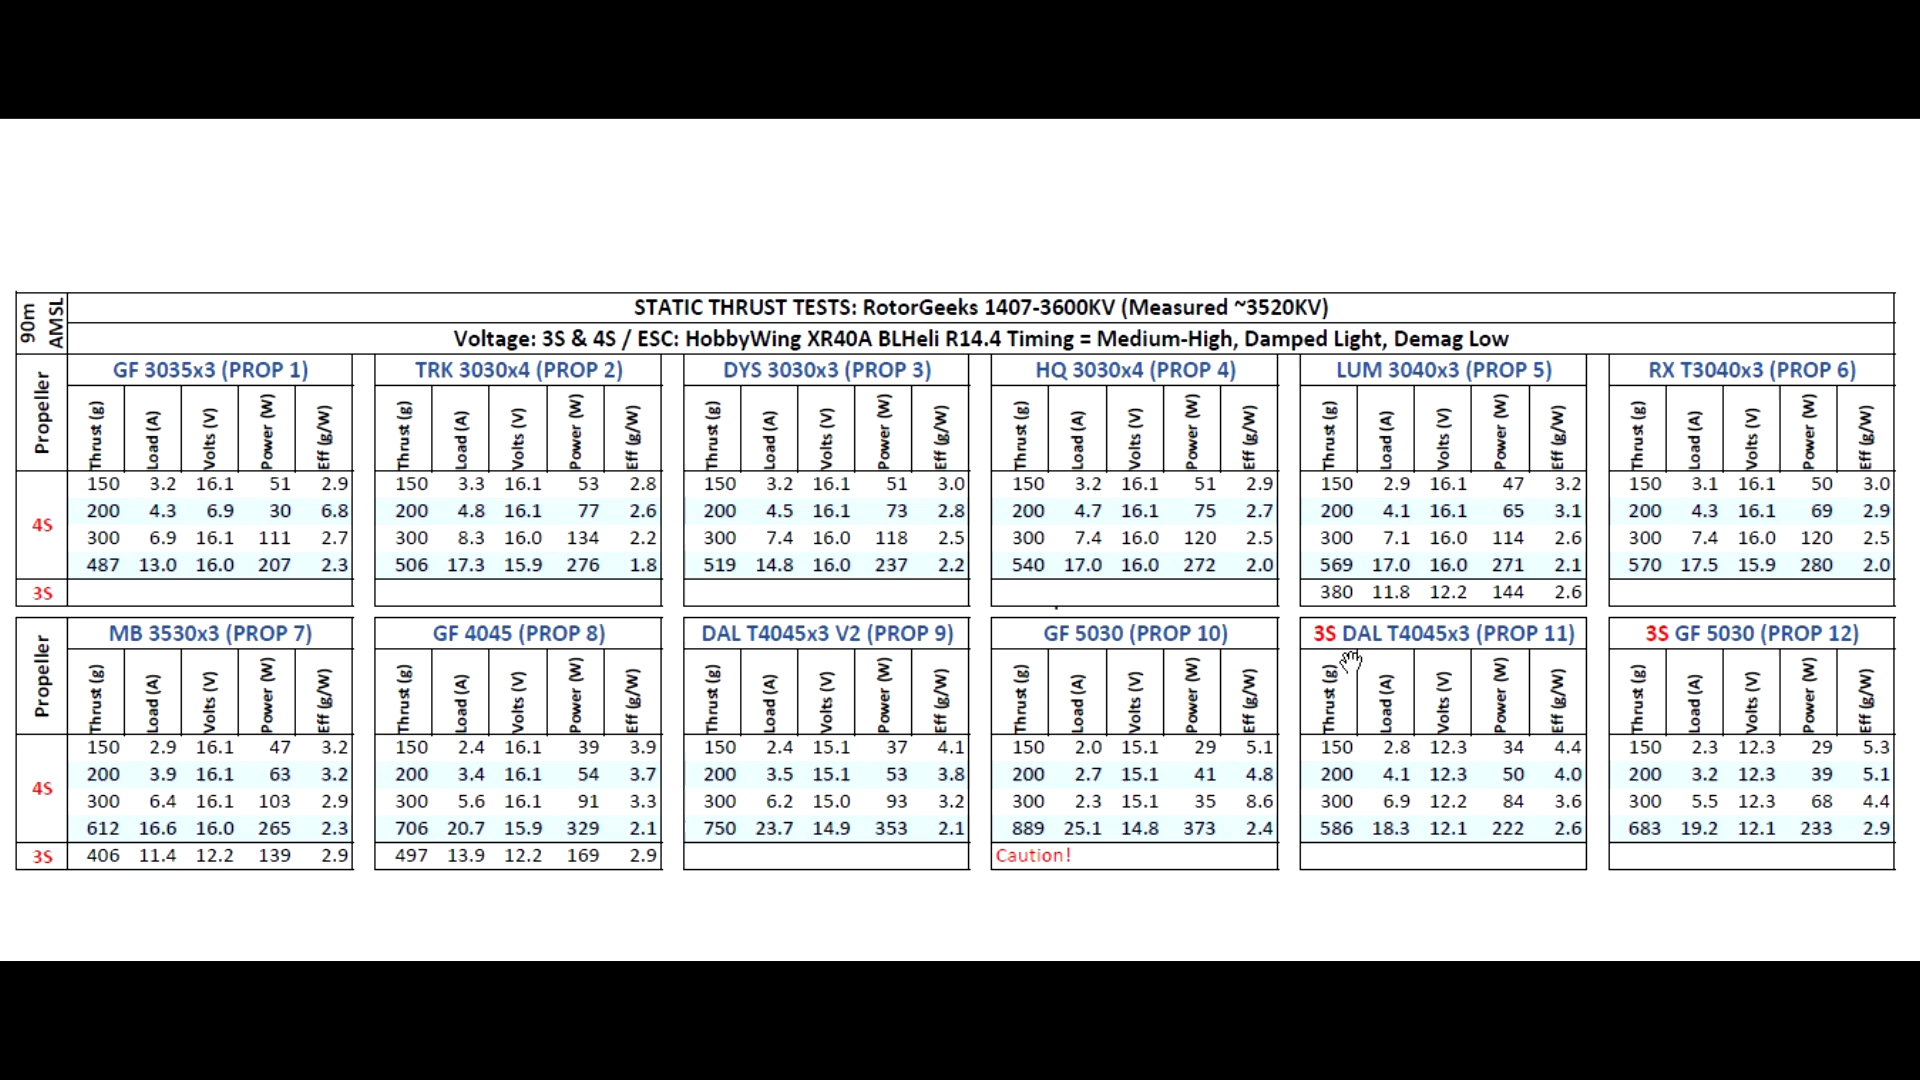 90m AMSL
STATIC THRUST TESTS: RotorGeeks 1407-3600KV (Measured ~3520KV)
Voltage: 3S & 4S / ESC: HobbyWing XR40A BLHeli R14.4 Timing = Medium-High, Damped Light, Demag Low
Propeller GF 3035x3 (PROP 1) TRK 3030x4 (PROP 2) DYS 3030x3 (PROP 3) HQ 3030x4 (PROP 4) LUM 3040x3 (PROP 5) RX T3040x3 (PROP 6)
Thrust (g) Load (A) Volts (V) Power (W) Eff (g/W) Thrust (g) Load (A) Volts (V) Power (W) Eff (g/W) Thrust (g) Load (A) Volts (V) Power (W) Eff (g/W) Thrust (g) Load (A) Volts (V) Power (W) Eff (g/W) Thrust (g) Load (A) Volts (V) Power (W) Eff (g/W) Thrust (g) Load (A) Volts (V) Power (W) Eff (g/W)
4S
150 3.2 16.1 51 2.9 150 3.3 16.1 53 2.8 150 3.2 16.1 51 3.0 150 3.2 16.1 51 2.9 150 2.9 16.1 47 3.2 150 3.1 16.1 50 3.0
200 4.3 6.9 30 6.8 200 4.8 16.1 77 2.6 200 4.5 16.1 73 2.8 200 4.7 16.1 75 2.7 200 4.1 16.1 65 3.1 200 4.3 16.1 69 2.9
300 6.9 16.1 111 2.7 300 8.3 16.0 134 2.2 300 7.4 16.0 118 2.5 300 7.4 16.0 120 2.5 300 7.1 16.0 114 2.6 300 7.4 16.0 120 2.5
487 13.0 16.0 207 2.3 506 17.3 15.9 276 1.8 519 14.8 16.0 237 2.2 540 17.0 16.0 272 2.0 569 17.0 16.0 271 2.1 570 17.5 15.9 280 2.0
3S 380 11.8 12.2 144 2.6
Propeller MB 3530x3 (PROP 7) GF 4045 (PROP 8) DAL T4045x3 V2 (PROP 9) GF 5030 (PROP 10) 3S DAL T4045x3 (PROP 11) 3S GF 5030 (PROP 12)
Thrust (g) Load (A) Volts (V) Power (W) Eff (g/W) Thrust (g) Load (A) Volts (V) Power (W) Eff (g/W) Thrust (g) Load (A) Volts (V) Power (W) Eff (g/W) Thrust (g) Load (A) Volts (V) Power (W) Eff (g/W) Thrust (g) Load (A) Volts (V) Power (W) Eff (g/W) Thrust (g) Load (A) Volts (V) Power (W) Eff (g/W)
4S
150 2.9 16.1 47 3.2 150 2.4 16.1 39 3.9 150 2.4 15.1 37 4.1 150 2.0 15.1 29 5.1 150 2.8 12.3 34 4.4 150 2.3 12.3 29 5.3
200 3.9 16.1 63 3.2 200 3.4 16.1 54 3.7 200 3.5 15.1 53 3.8 200 2.7 15.1 41 4.8 200 4.1 12.3 50 4.0 200 3.2 12.3 39 5.1
300 6.4 16.1 103 2.9 300 5.6 16.1 91 3.3 300 6.2 15.0 93 3.2 300 2.3 15.1 35 8.6 300 6.9 12.2 84 3.6 300 5.5 12.3 68 4.4
612 16.6 16.0 265 2.3 706 20.7 15.9 329 2.1 750 23.7 14.9 353 2.1 889 25.1 14.8 373 2.4 586 18.3 12.1 222 2.6 683 19.2 12.1 233 2.9
3S 406 11.4 12.2 139 2.9 497 13.9 12.2 169 2.9 Caution!